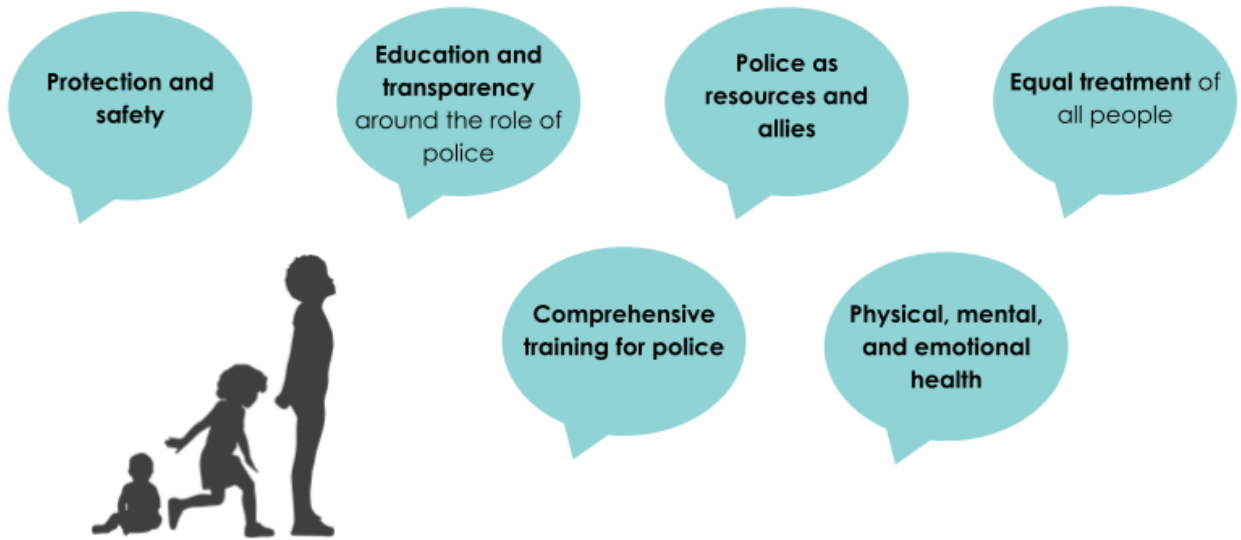 Protection and
safety
Education and
transparency
around the role of
police
Police as
resources and
allies
Equal treatment of
all people
Comprehensive
training for police
Physical, mental,
and emotional
health